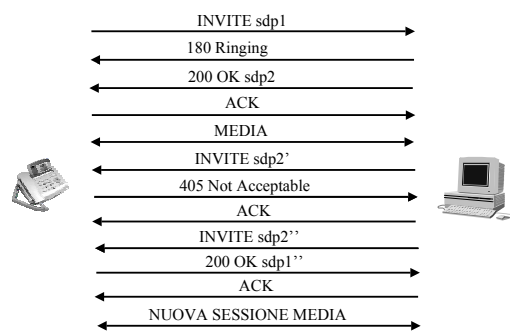 INVITE sdp1
180 Ringing
200 OK sdp2
ACK
MEDIA
INVITE sdp2'
405 Not Acceptable
ACK
INVITE sdp2''
200 OK sdp1''
ACK
NUOVA SESSIONE MEDIA